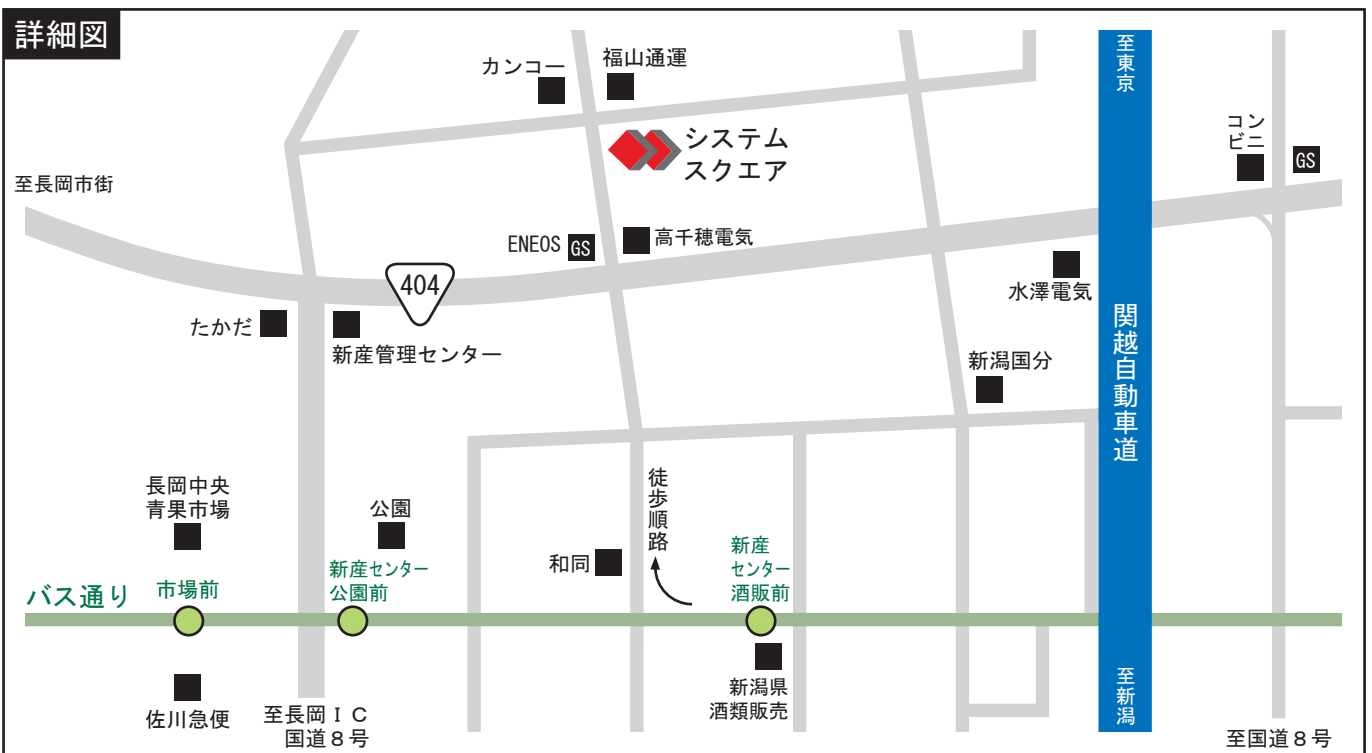 詳細図
カンコー
福山通運
システム
スクエア
至東京
コン
ビニ
GS
至長岡市街
ENEOS GS
高千穂電気
404
水澤電気
たかだ
新産管理センター
関越自動車道
新潟国分
長岡中央
青果市場
公園
徒歩順路
和同
新産
センター
酒販前
新産センター
公園前
バス通り
市場前
佐川急便
至長岡ＩＣ
国道８号
新潟県
酒類販売
至新潟
至国道８号